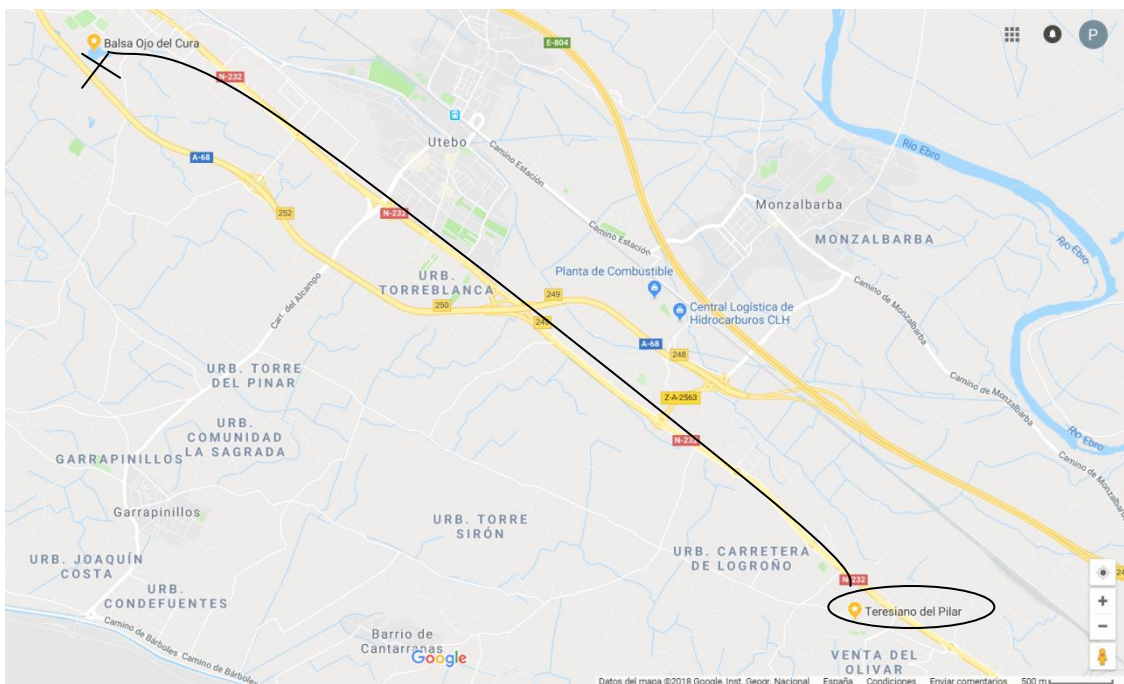 Balsa Ojo del Cura
E-804
P
N-232
Río Ebro
Utebo
Camino Estación
A-68
Monzalbarba
252
N-232
Camino Estación
MONZALBARBA
Río Ebro
URB.
TORREBLANCA
Planta de Combustible
Carr. del Alcampo
249
250
Central Logística de
Hidrocarburos CLH
Camino de Monzalbarba
A-68
248
URB. TORRE
DEL PINAR
Z-A-2563
Camino de Monzalbarba
URB.
COMUNIDAD
LA SAGRADA
GARRAPINILLOS
N-232
Río Ebro
Camino de Monzalbarba
Garrapinillos
URB. TORRE
SIRÓN
URB. JOAQUÍN
COSTA
URB. CARRETERA
DE LOGROÑO
N-232
URB.
CONDEFUENTES
Teresiano del Pilar
Camino de Bárboles
Camino de Bárboles
Barrio de
Cantarranas
Google
VENTA DEL
OLIVAR
Datos del mapa ©2018 Google, Inst. Geogr. Nacional España Condiciones Enviar comentarios 500 m